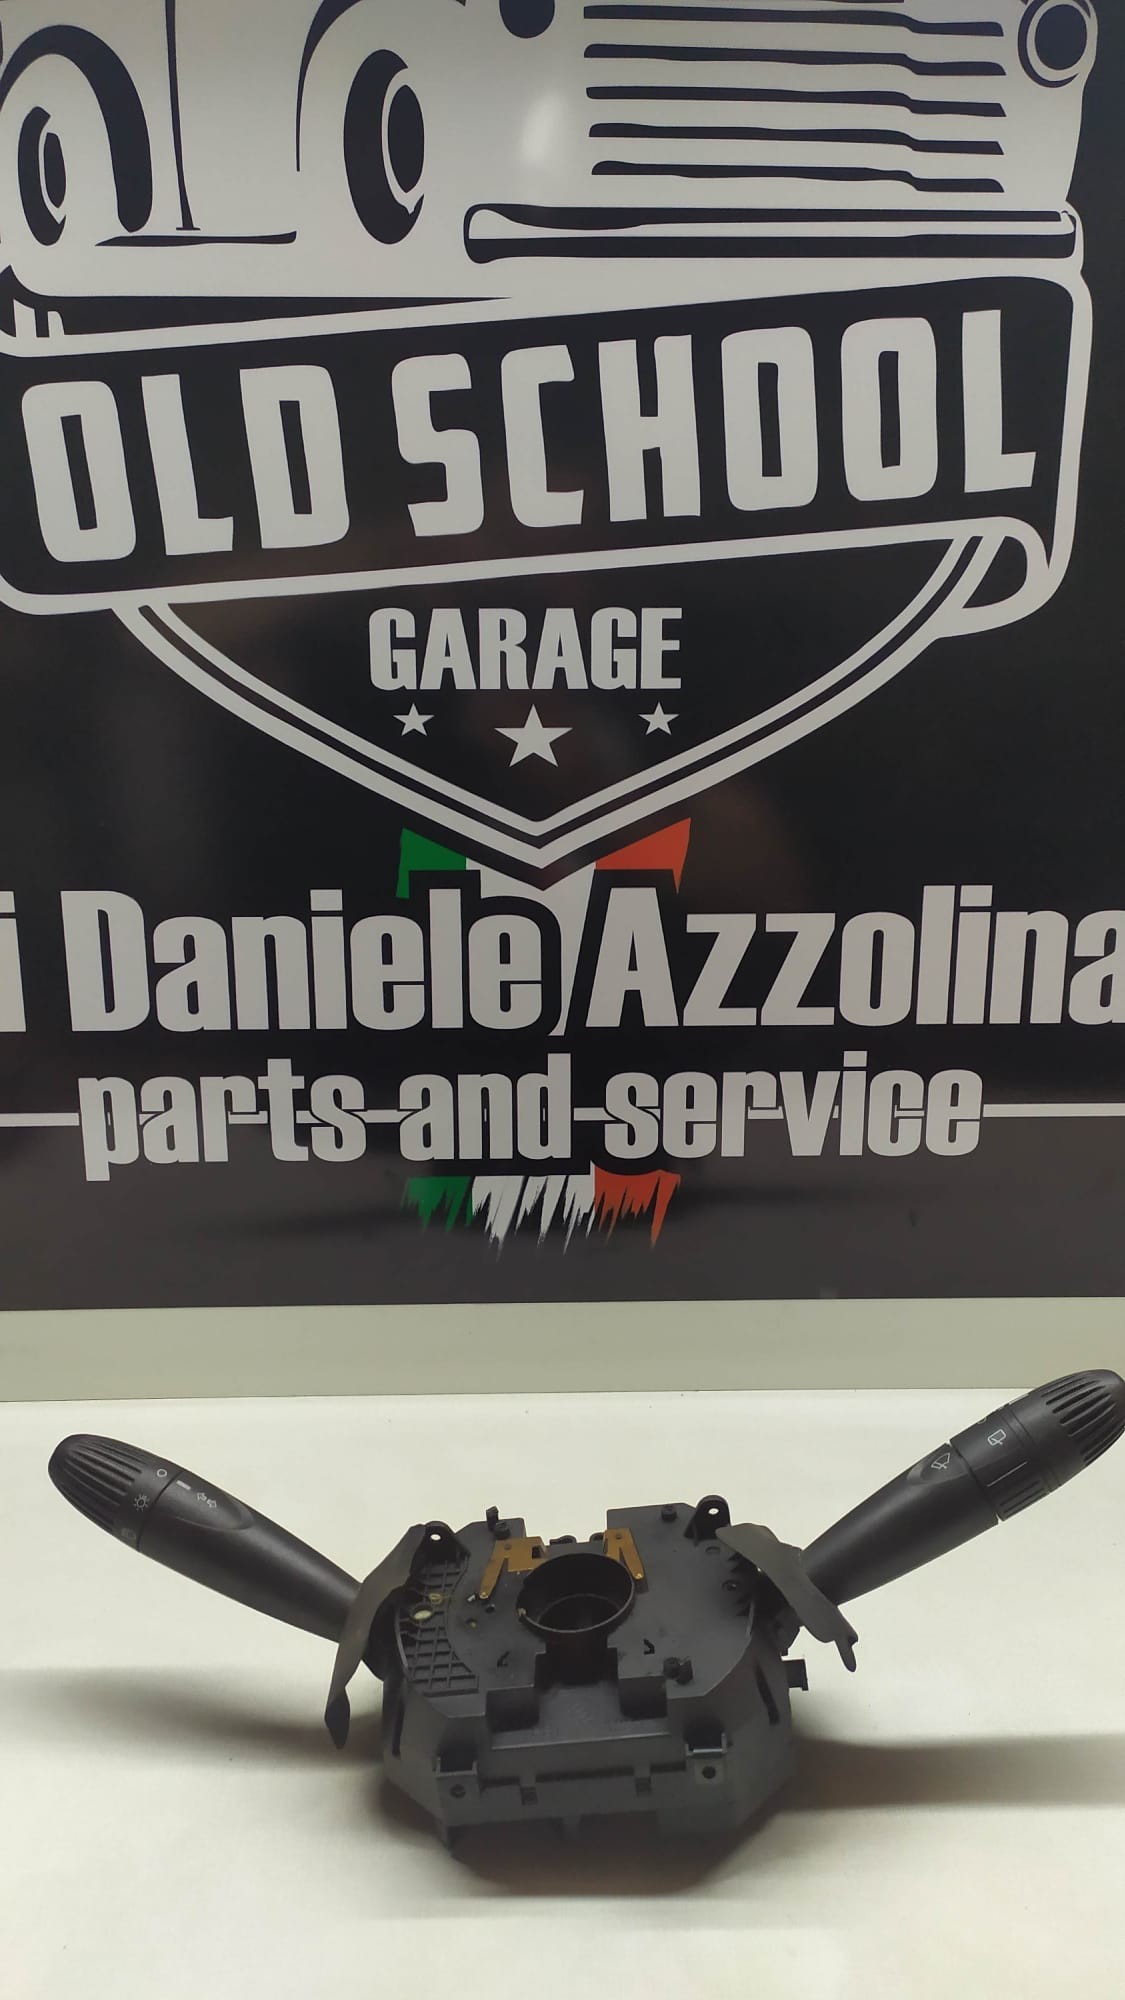 OLD SCHOOL
GARAGE
i Daniele Azzolina
parts and service